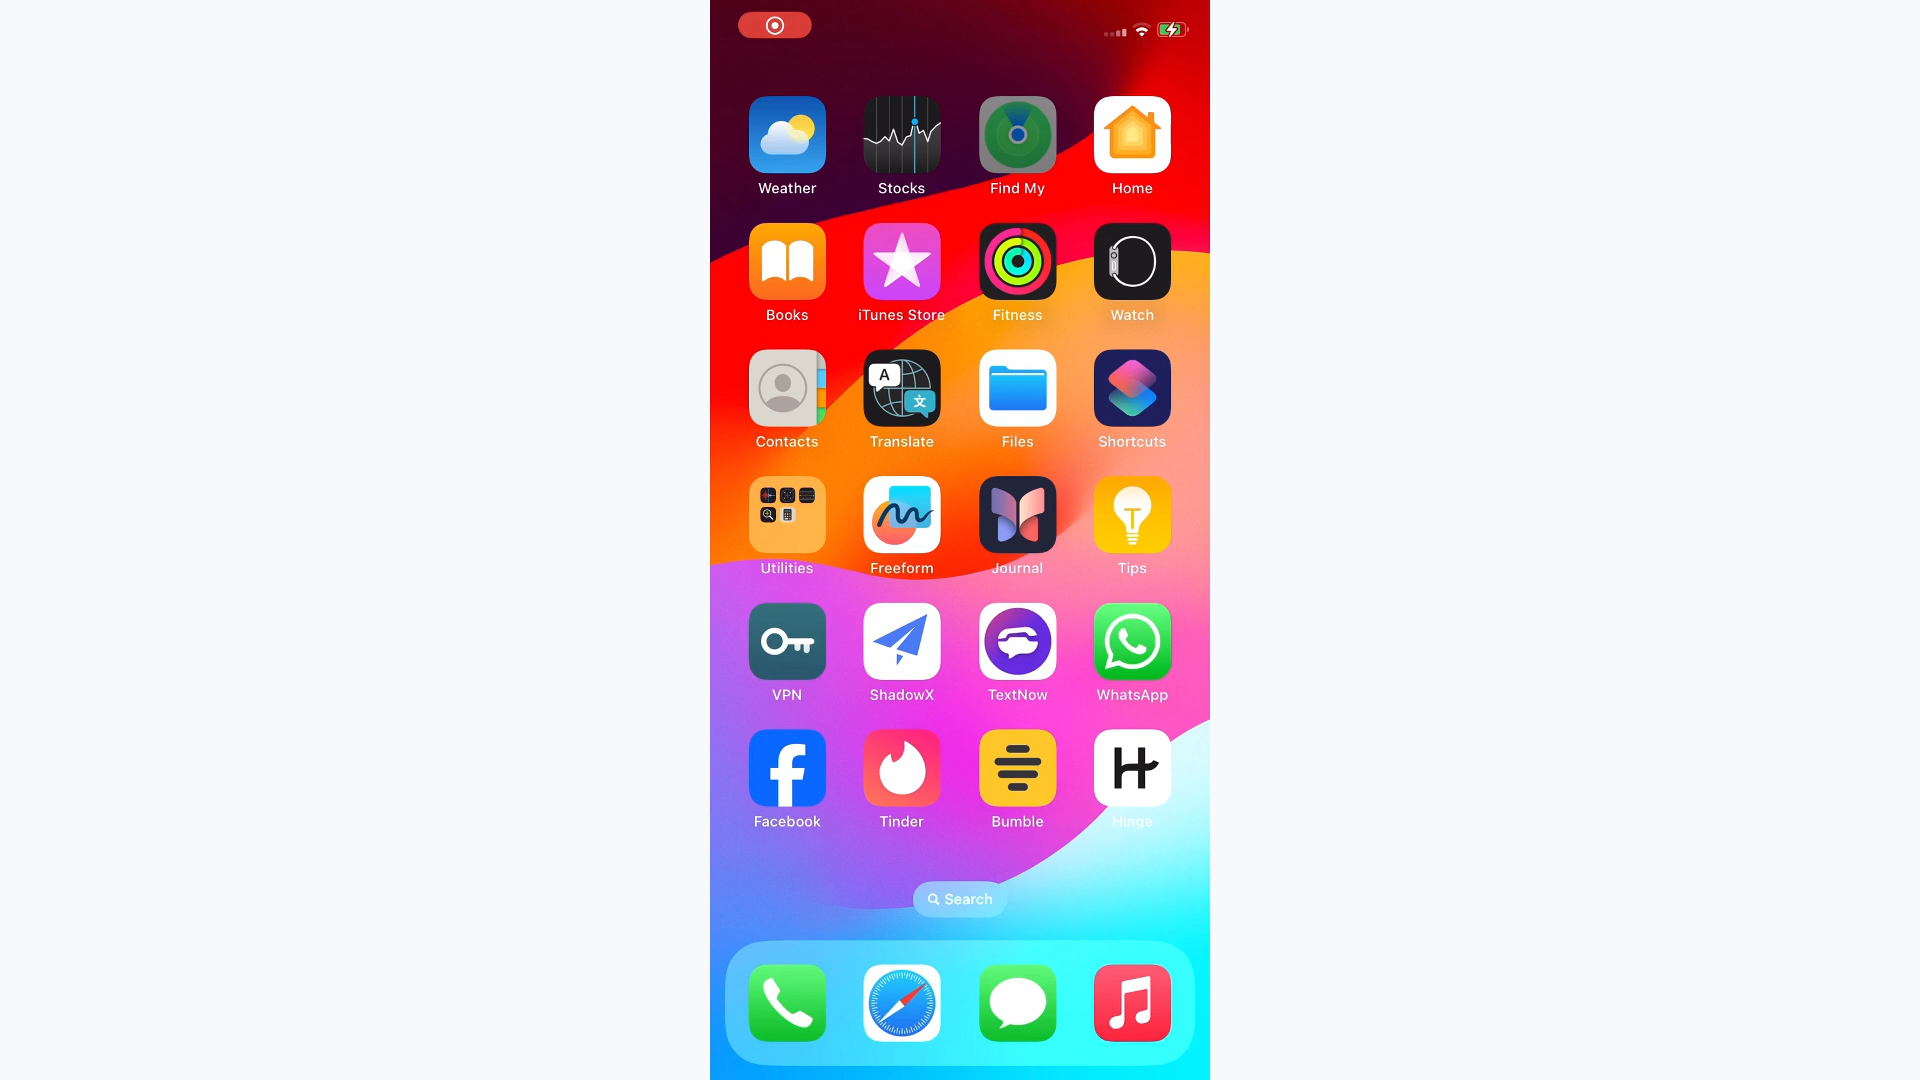 Weather Stocks Find My Home
Books iTunes Store Fitness Watch
A
文
Contacts Translate Files Shortcuts
Utilities Freeform Journal Tips
VPN ShadowX TextNow WhatsApp
Facebook Tinder Bumble Hinge
Search